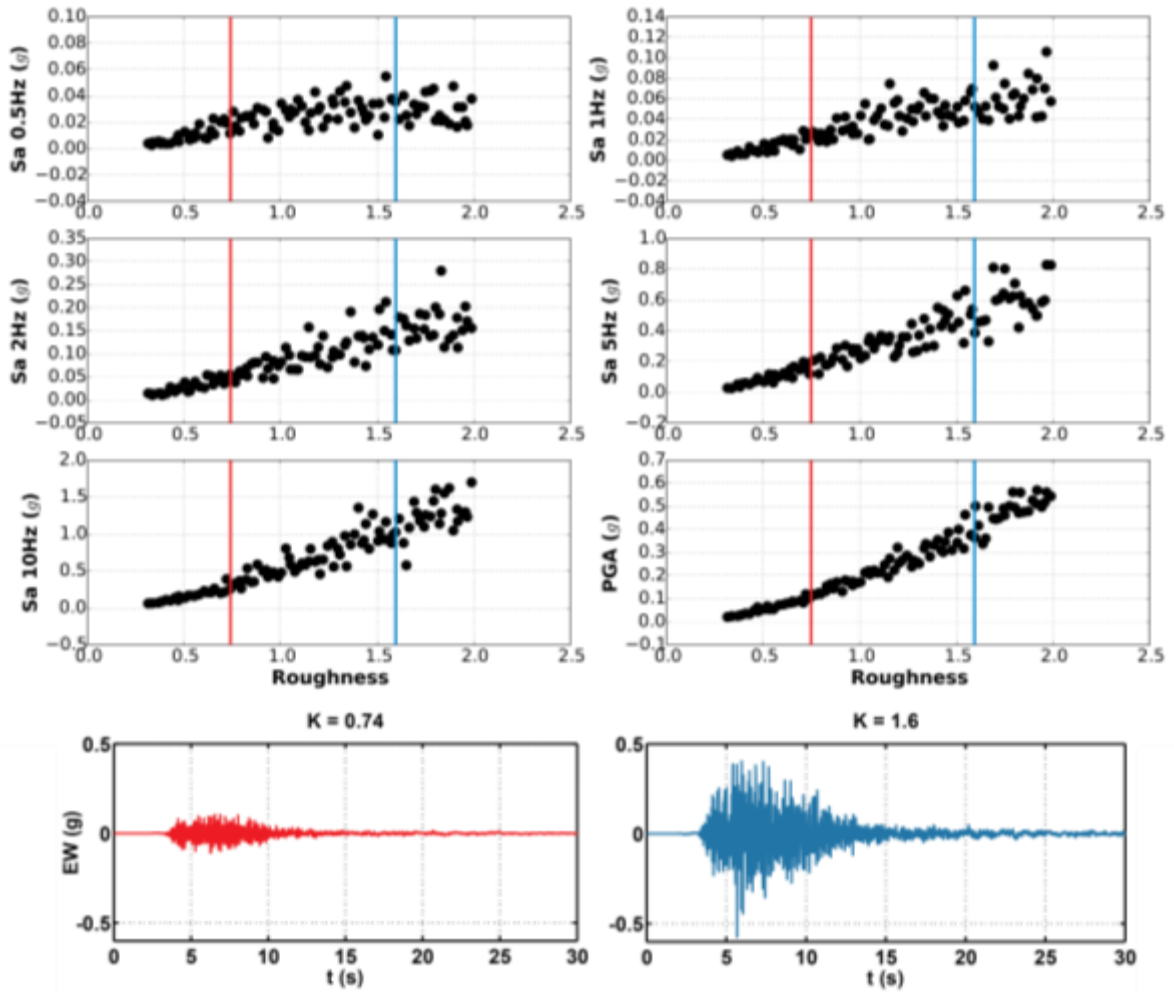 Sa 0.5Hz (g)
0.10
0.08
0.06
0.04
0.02
0.00
−0.02
−0.04
0.0 0.5 1.0 1.5 2.0 2.5
Sa 1Hz (g)
0.14
0.12
0.10
0.08
0.06
0.04
0.02
0.00
−0.02
−0.04
0.0 0.5 1.0 1.5 2.0 2.5
Sa 2Hz (g)
0.35
0.30
0.25
0.20
0.15
0.10
0.05
0.00
−0.05
0.0 0.5 1.0 1.5 2.0 2.5
Sa 5Hz (g)
1.0
0.8
0.6
0.4
0.2
0.0
−0.2
0.0 0.5 1.0 1.5 2.0 2.5
Sa 10Hz (g)
2.0
1.5
1.0
0.5
0.0
−0.5
0.0 0.5 1.0 1.5 2.0 2.5
Roughness
PGA (g)
0.7
0.6
0.5
0.4
0.3
0.2
0.1
0.0
−0.1
0.0 0.5 1.0 1.5 2.0 2.5
Roughness
K = 0.74
EW (g)
0.5
0
-0.5
0 5 10 15 20 25 30
t (s)
K = 1.6
0.5
0
-0.5
0 5 10 15 20 25 30
t (s)